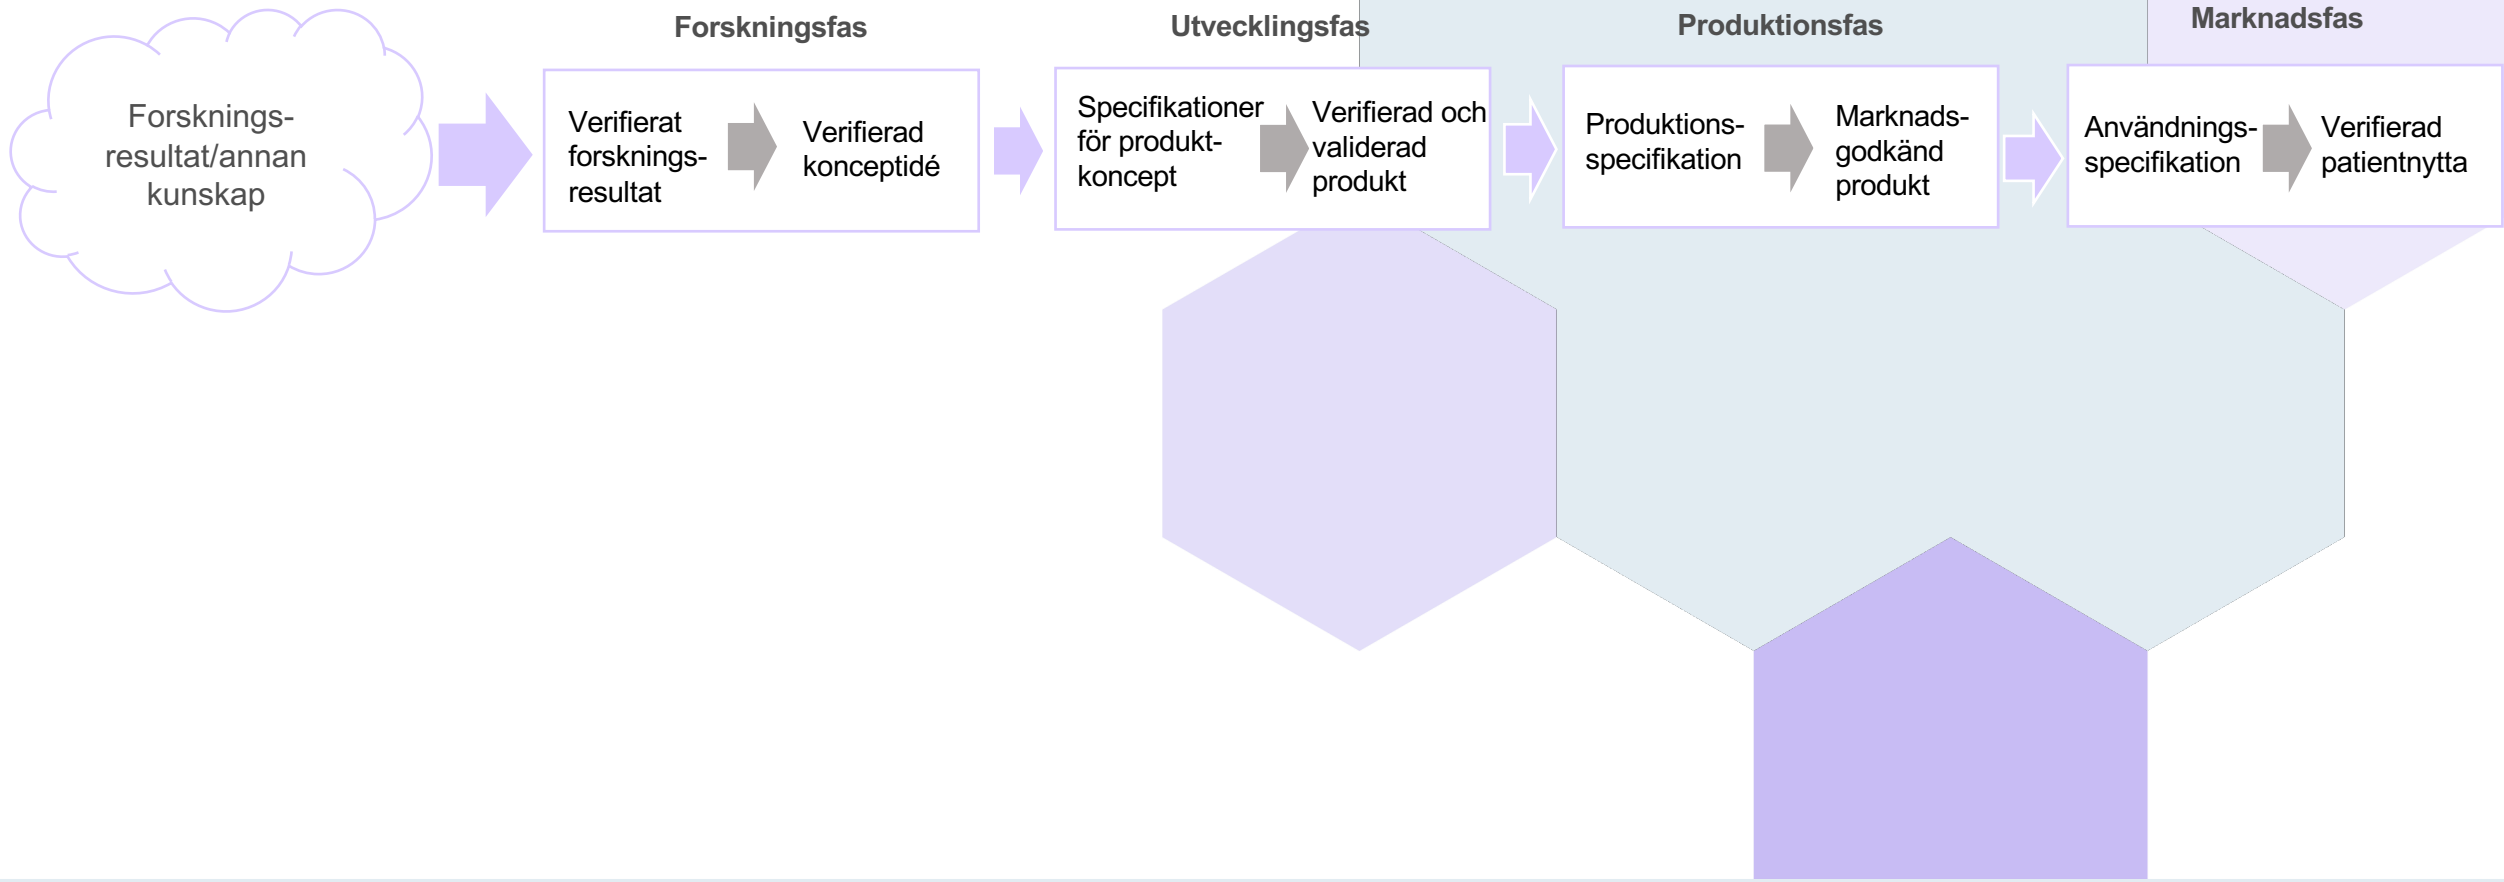 Forsknings-
resultat/annan
kunskap
Forskningsfas
Verifierat
forsknings-
resultat
Verifierad
konceptidé
Utvecklingsfas
Specifikationer
för produkt-
koncept
Verifierad och
validerad
produkt
Produktionsfas
Produktions-
specifikation
Marknads-
godkänd
produkt
Marknadsfas
Användnings-
specifikation
Verifierad
patientnytta